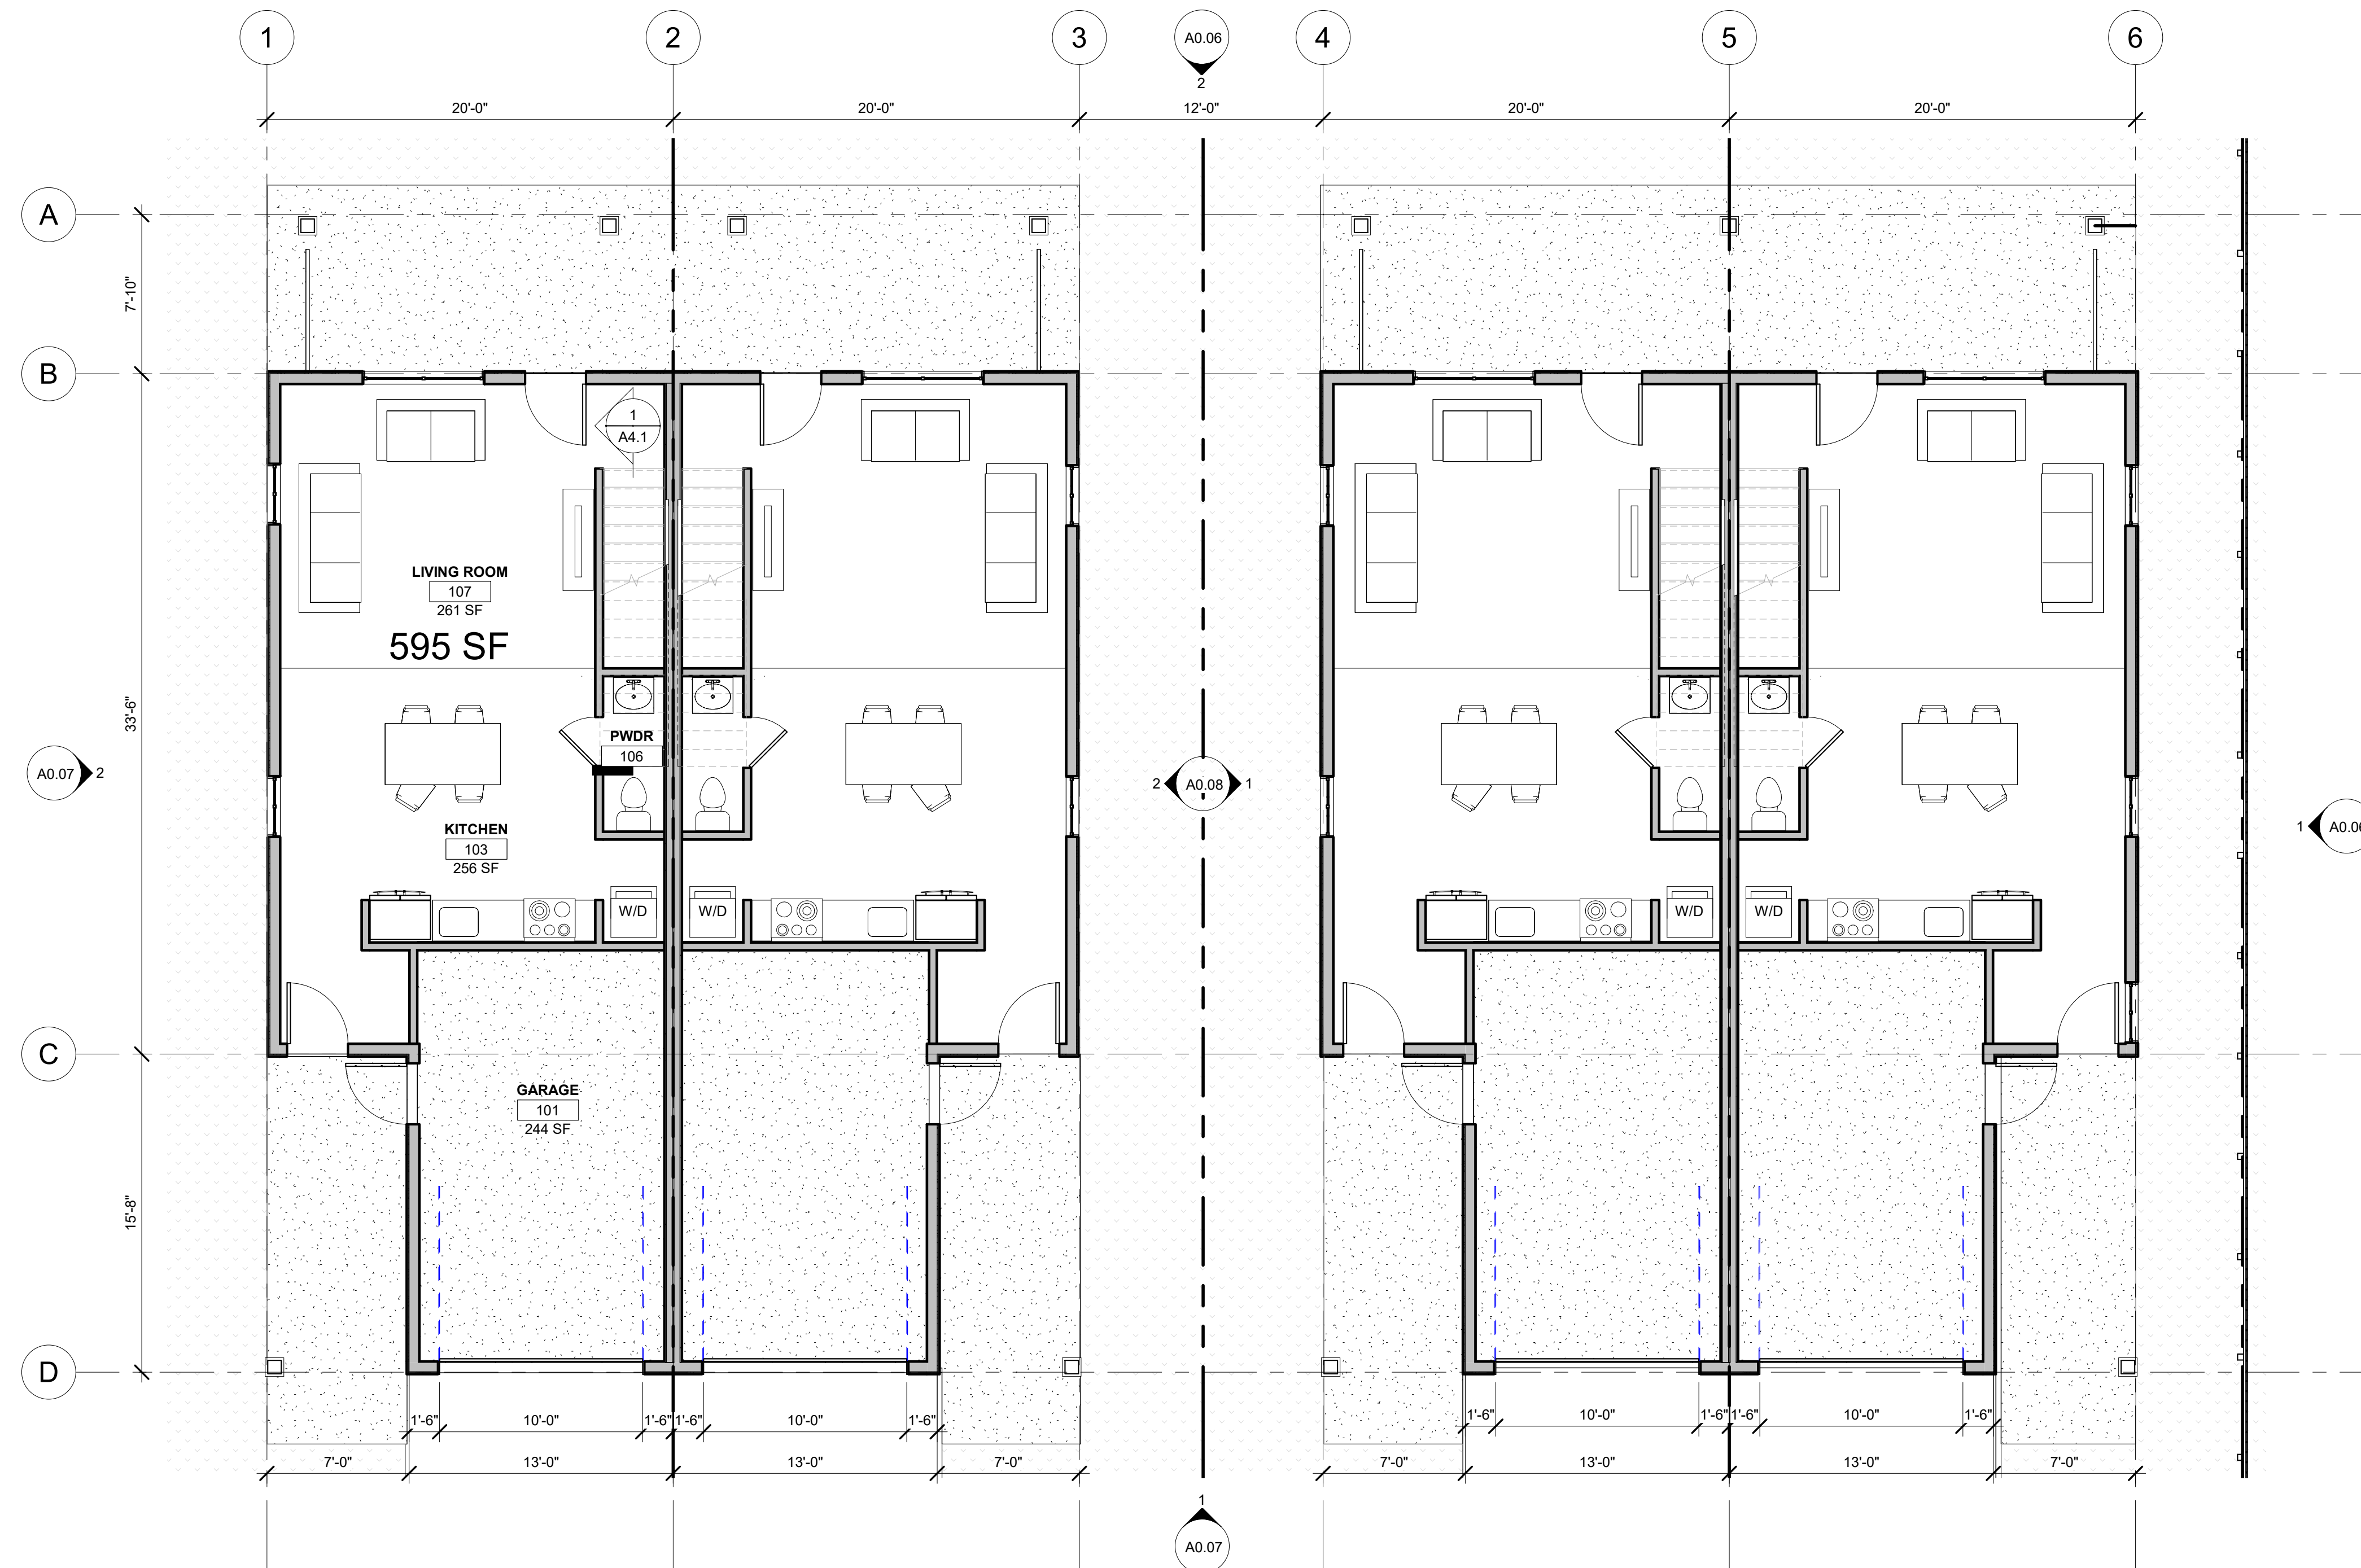 1
2
3
A0.06
2
4
5
6
20'-0"
20'-0"
12'-0"
20'-0"
20'-0"
A
7'-10"
B
1
A4.1
LIVING ROOM
107
261 SF
595 SF
33'-6"
PWDR
106
A0.07
2
2
A0.08
1
1
KITCHEN
103
256 SF
W/D
W/D
W/D
W/D
C
GARAGE
101
244 SF
15'-8"
D
1'-6"
10'-0"
1'-6"
1'-6"
10'-0"
1'-6"
1'-6"
10'-0"
1'-6"
1'-6"
10'-0"
1'-6"
7'-0"
13'-0"
13'-0"
7'-0"
7'-0"
13'-0"
13'-0"
7'-0"
1
A0.07